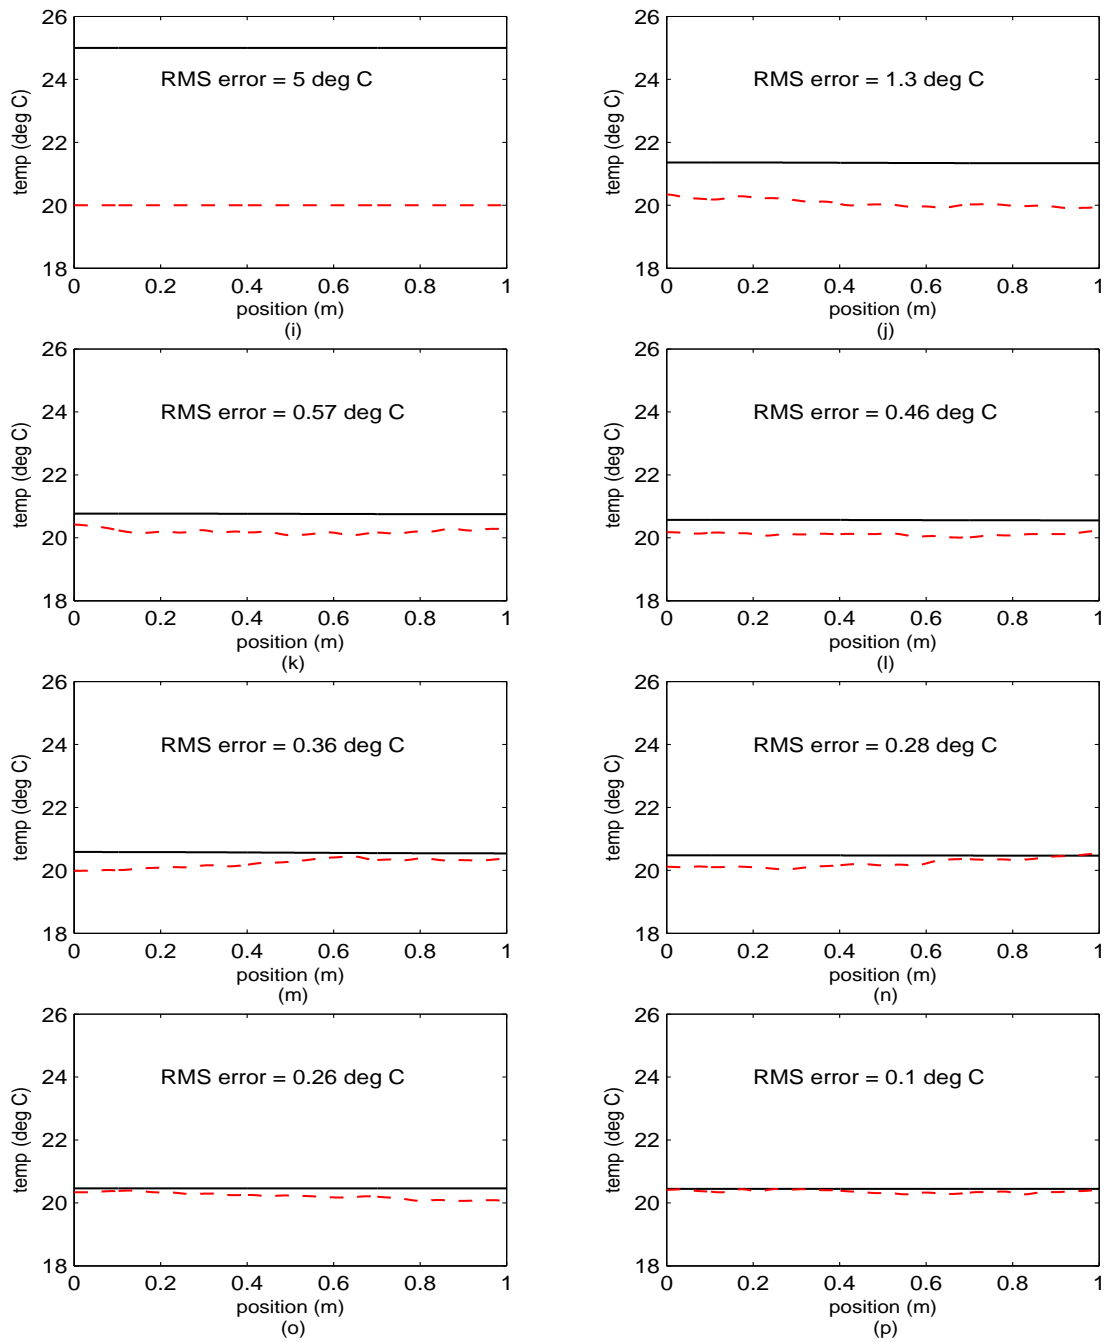 26
24
22
20
18
temp (deg C)
RMS error = 5 deg C
0 0.2 0.4 0.6 0.8 1
position (m)
(i)
26
24
22
20
18
temp (deg C)
RMS error = 1.3 deg C
0 0.2 0.4 0.6 0.8 1
position (m)
(j)
26
24
22
20
18
temp (deg C)
RMS error = 0.57 deg C
0 0.2 0.4 0.6 0.8 1
position (m)
(k)
26
24
22
20
18
temp (deg C)
RMS error = 0.46 deg C
0 0.2 0.4 0.6 0.8 1
position (m)
(l)
26
24
22
20
18
temp (deg C)
RMS error = 0.36 deg C
0 0.2 0.4 0.6 0.8 1
position (m)
(m)
26
24
22
20
18
temp (deg C)
RMS error = 0.28 deg C
0 0.2 0.4 0.6 0.8 1
position (m)
(n)
26
24
22
20
18
temp (deg C)
RMS error = 0.26 deg C
0 0.2 0.4 0.6 0.8 1
position (m)
(o)
26
24
22
20
18
temp (deg C)
RMS error = 0.1 deg C
0 0.2 0.4 0.6 0.8 1
position (m)
(p)